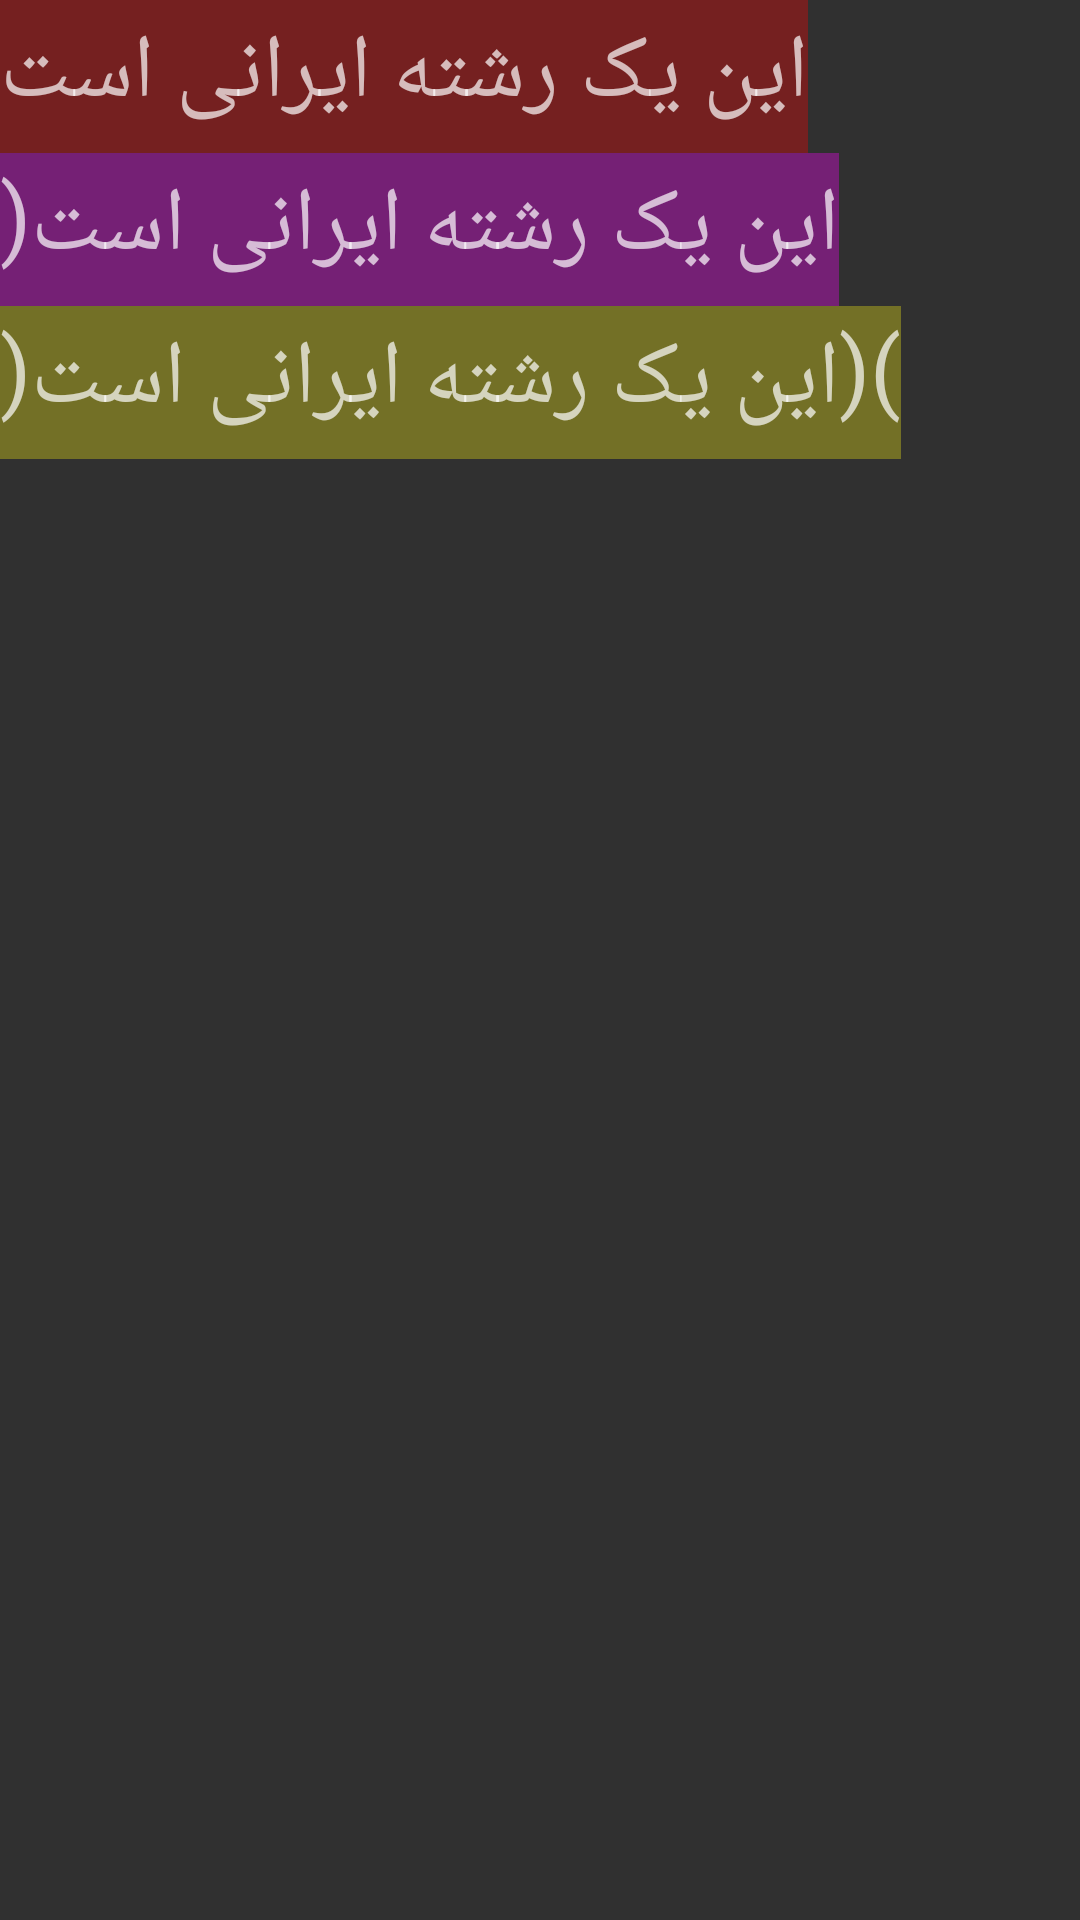 این یک رشته ایرانی است
این یک رشته ایرانی است(
)(این یک رشته ایرانی است(